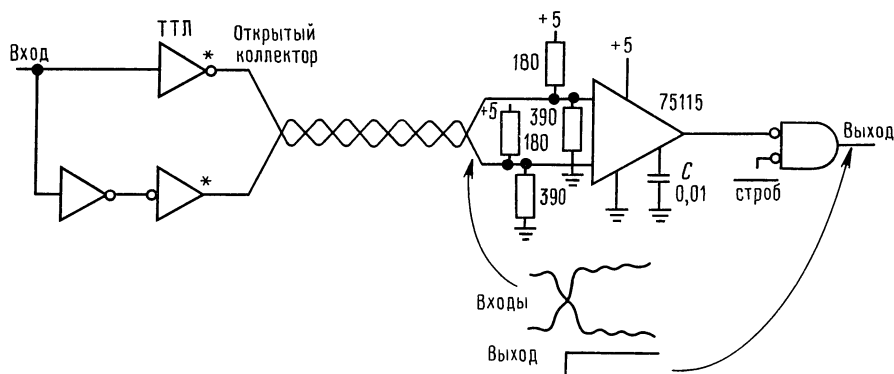 ТТЛ
Вход
*
Открытый
коллектор
*
+5
180
+5
390
180
390
+5
75115
C
0,01
строб
Выход
Входы
Выход